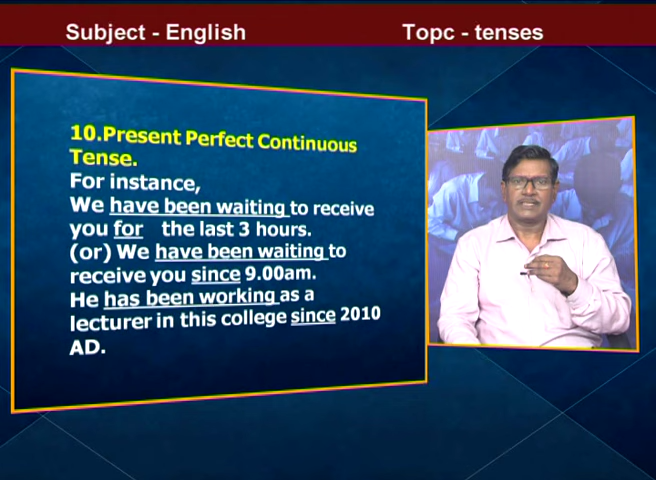 Subject - English
Topc - tenses
10.Present Perfect Continuous
Tense.
For instance,
We have been waiting to receive
you for the last 3 hours.
(or) We have been waiting to
receive you since 9.00am.
He has been working as a
lecturer in this college since 2010
AD.